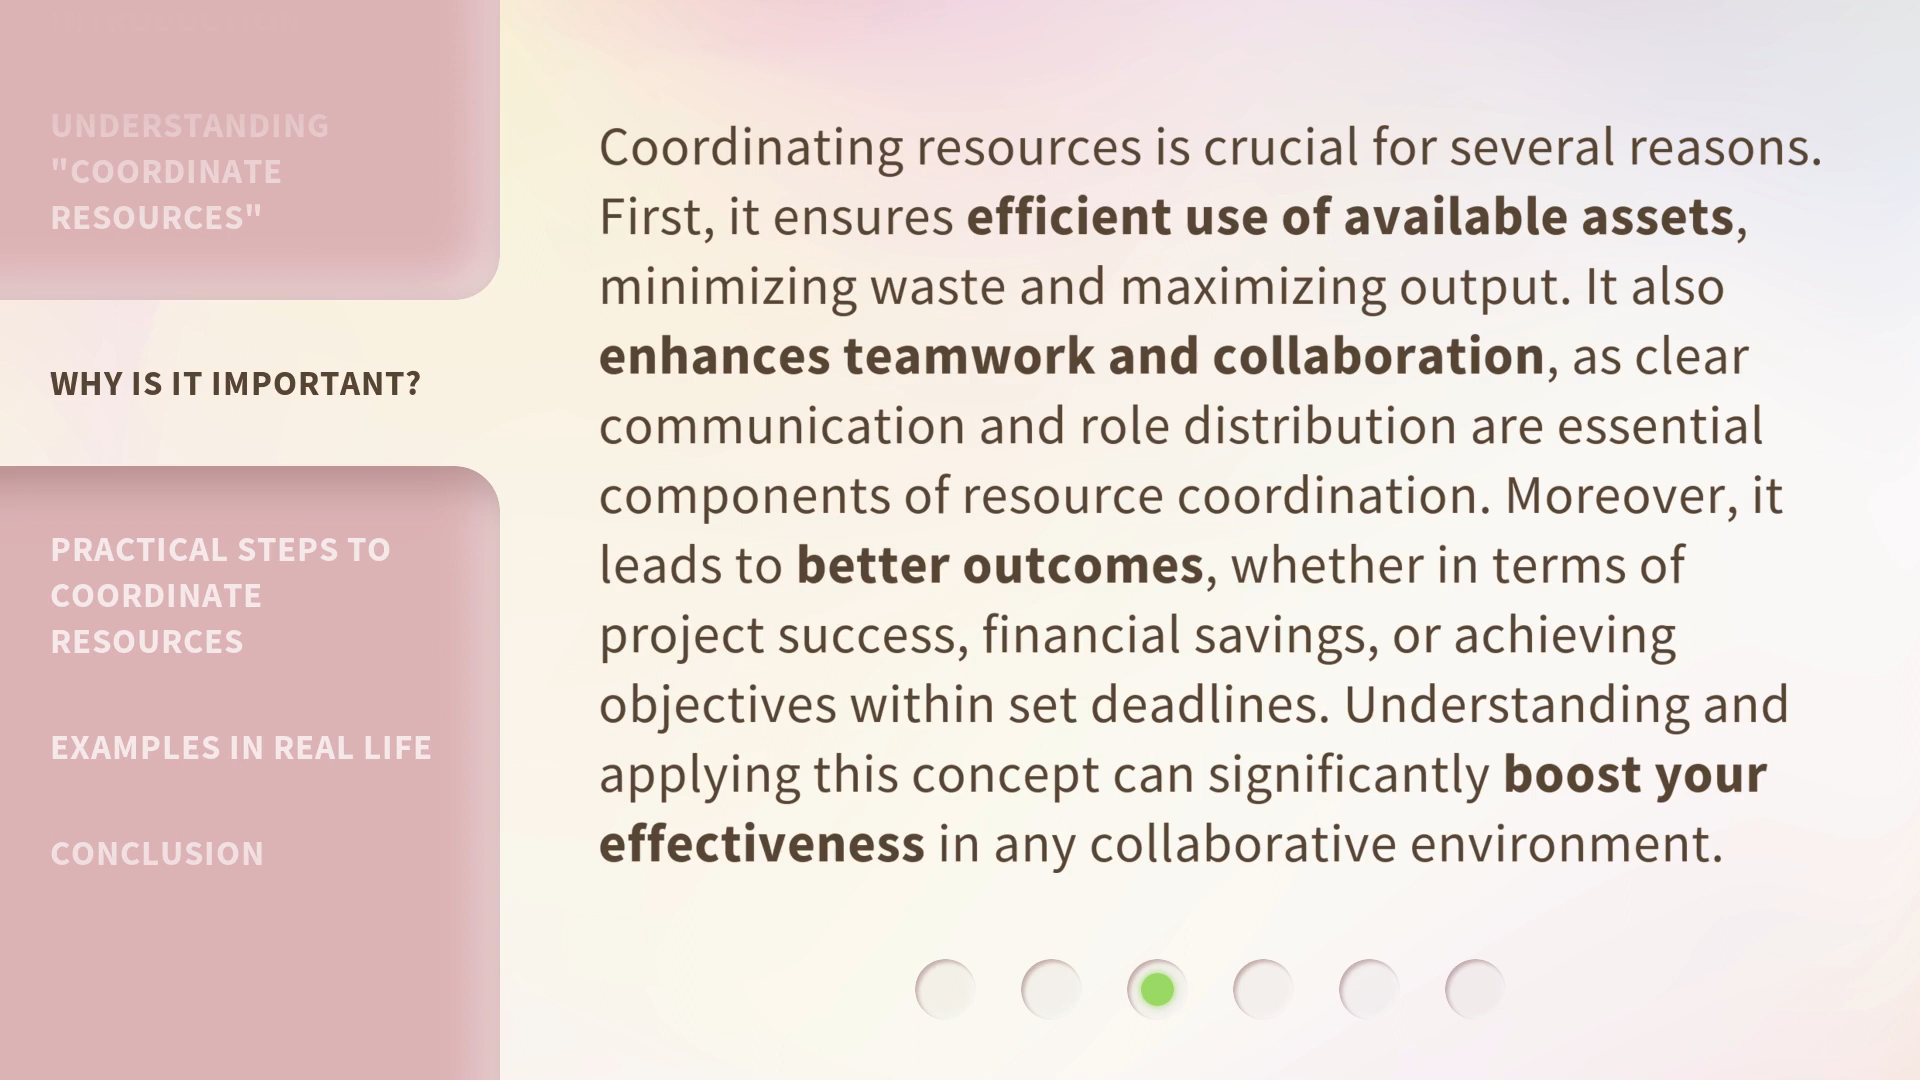 UNDERSTANDING
"COORDINATE
RESOURCES"
WHY IS IT IMPORTANT?
PRACTICAL STEPS TO
COORDINATE
RESOURCES
EXAMPLES IN REAL LIFE
CONCLUSION
Coordinating resources is crucial for several reasons.
First, it ensures efficient use of available assets,
minimizing waste and maximizing output. It also
enhances teamwork and collaboration, as clear
communication and role distribution are essential
components of resource coordination. Moreover, it
leads to better outcomes, whether in terms of
project success, financial savings, or achieving
objectives within set deadlines. Understanding and
applying this concept can significantly boost your
effectiveness in any collaborative environment.